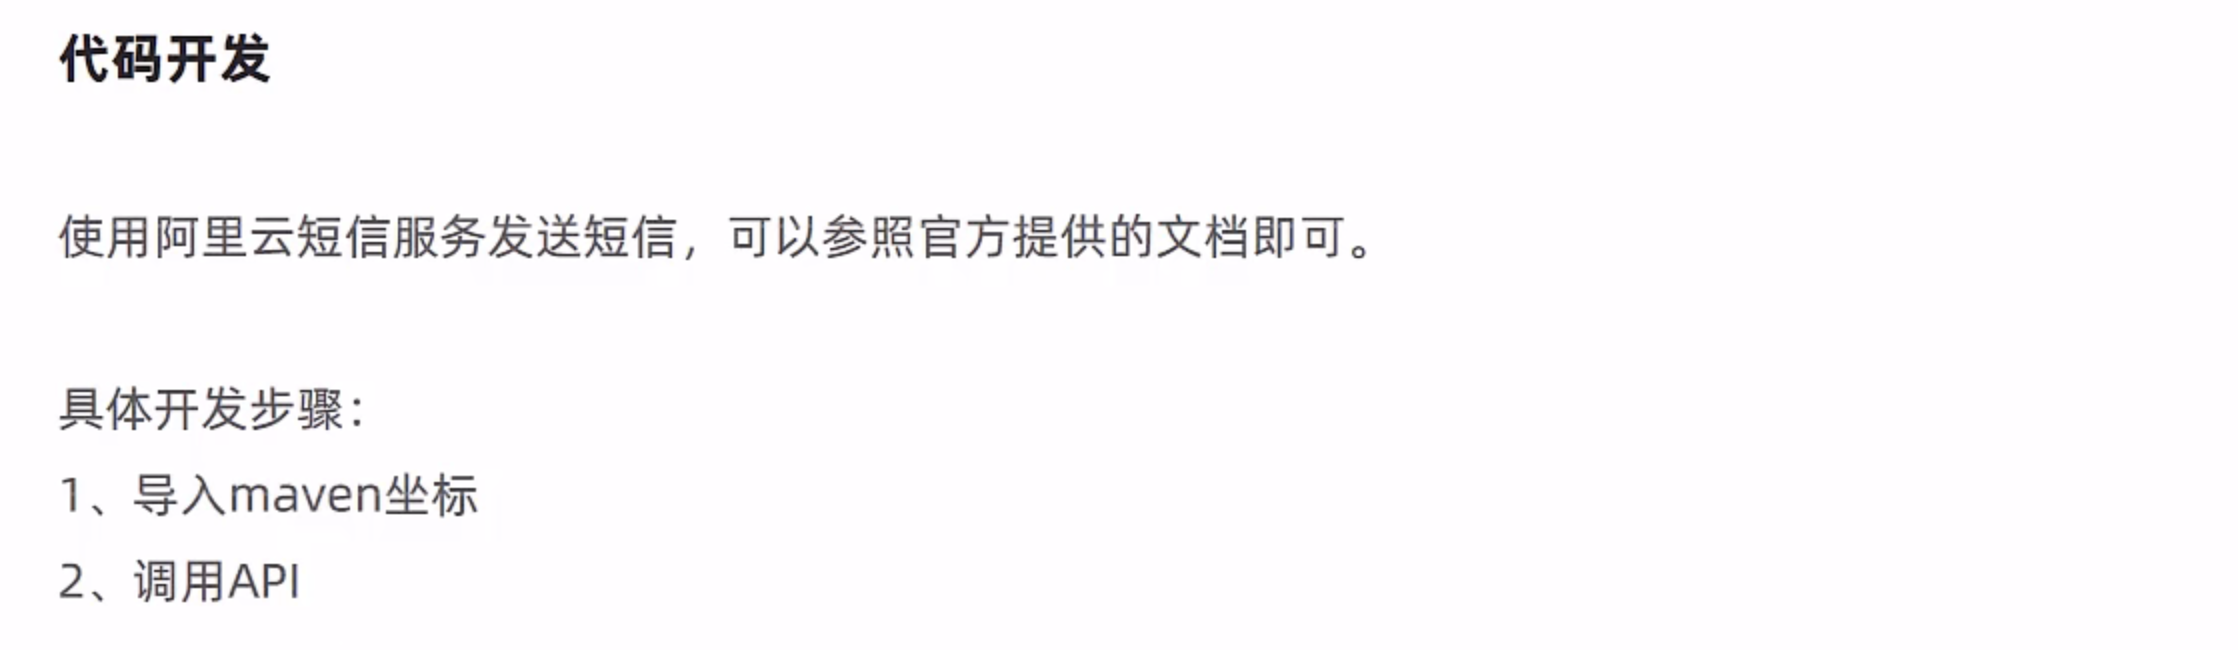 代码开发
使用阿里云短信服务发送短信，可以参照官方提供的文档即可。
具体开发步骤：
1、导入maven坐标
2、调用API